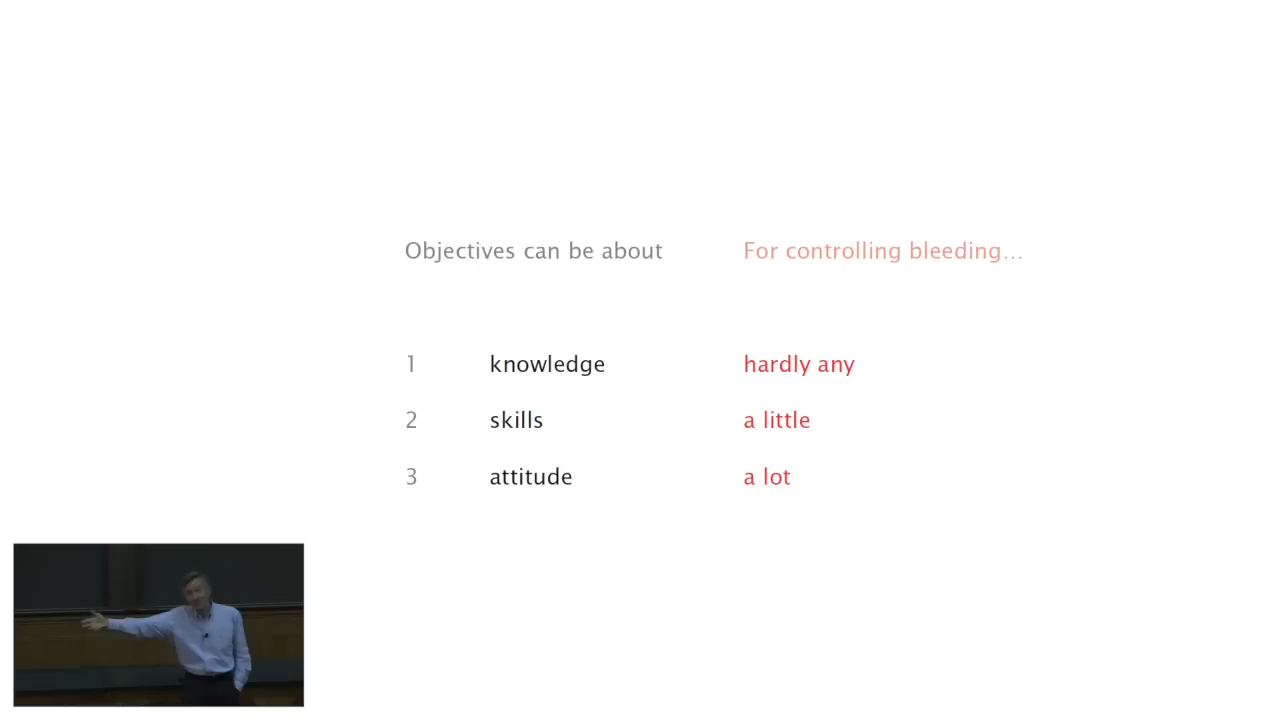 Objectives can be about For controlling bleeding…
1 knowledge hardly any
2 skills a little
3 attitude a lot